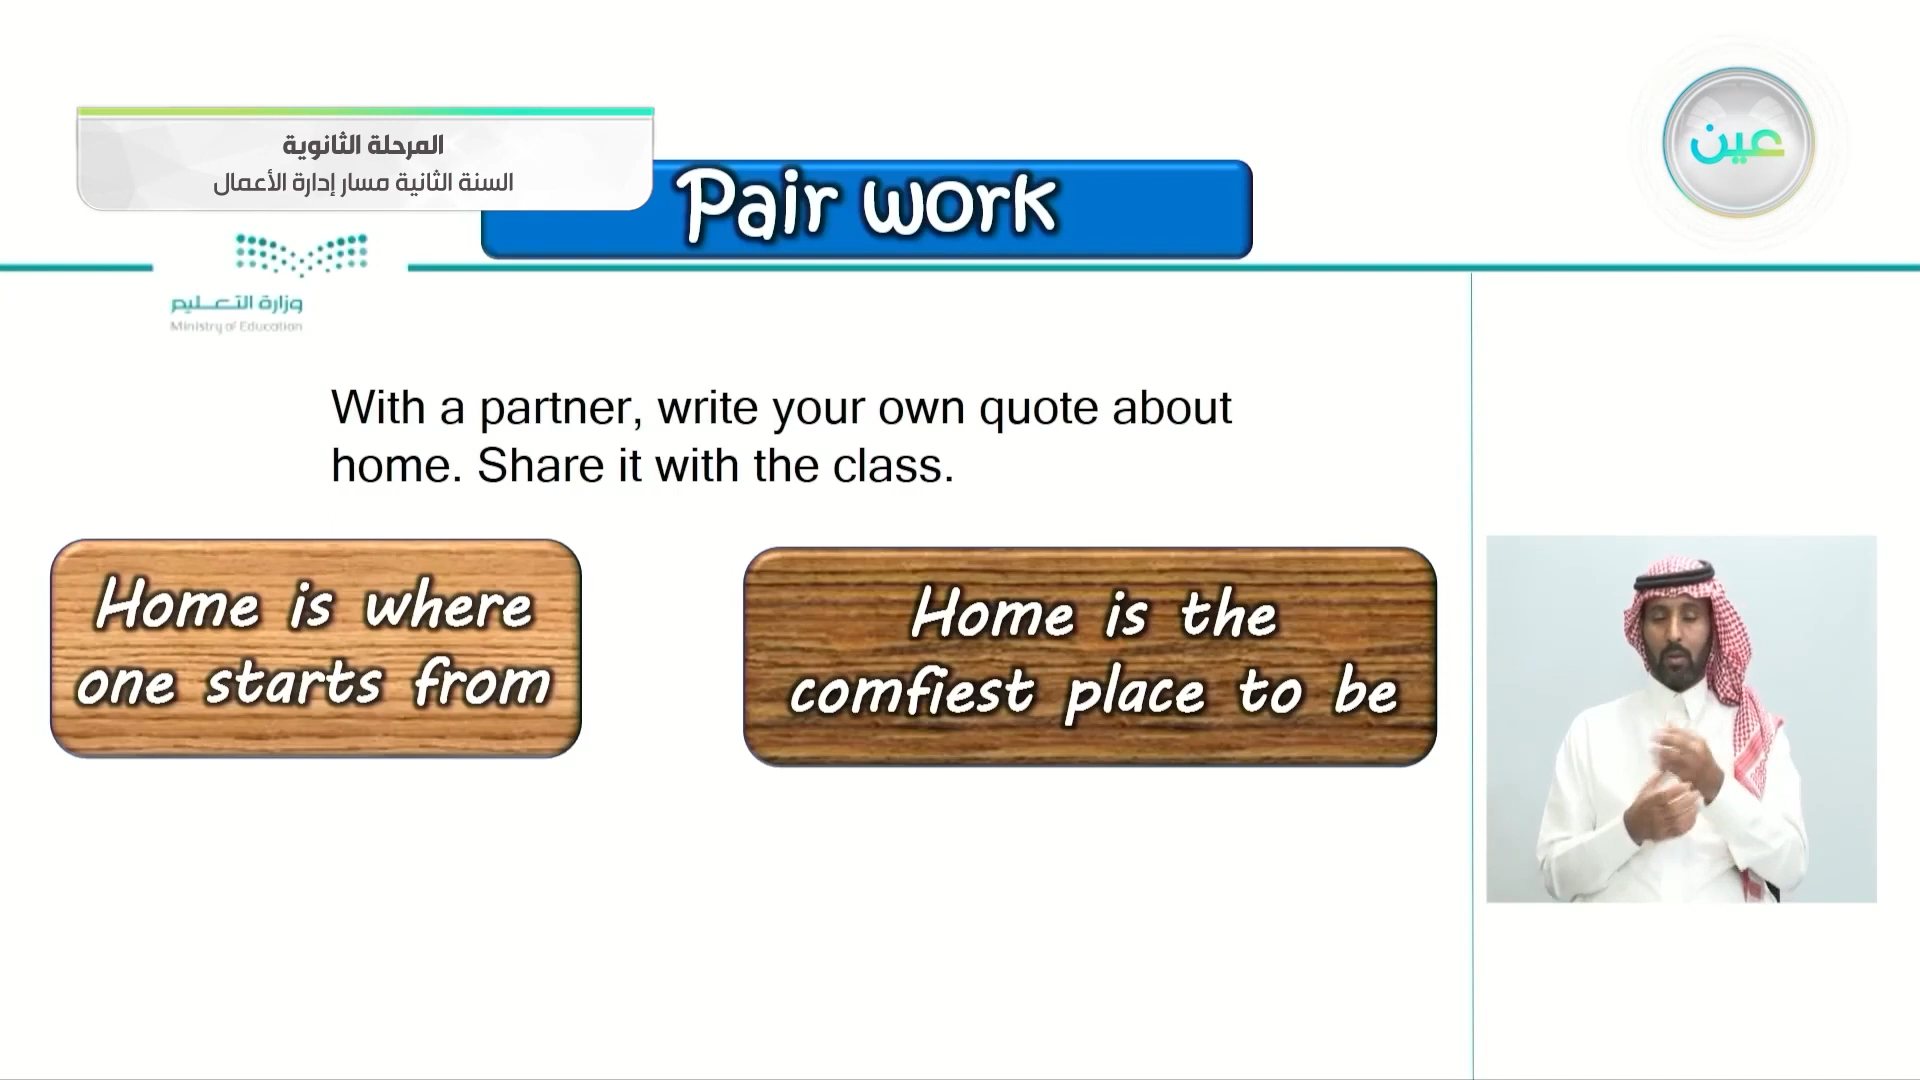 المرحلة الثانوية
السنة الثانية مسار إدارة الأعمال
عين
Pair work
وزارة التعليم
Ministry of Education
With a partner, write your own quote about
home. Share it with the class.
Home is where
one starts from
Home is the
comfiest place to be